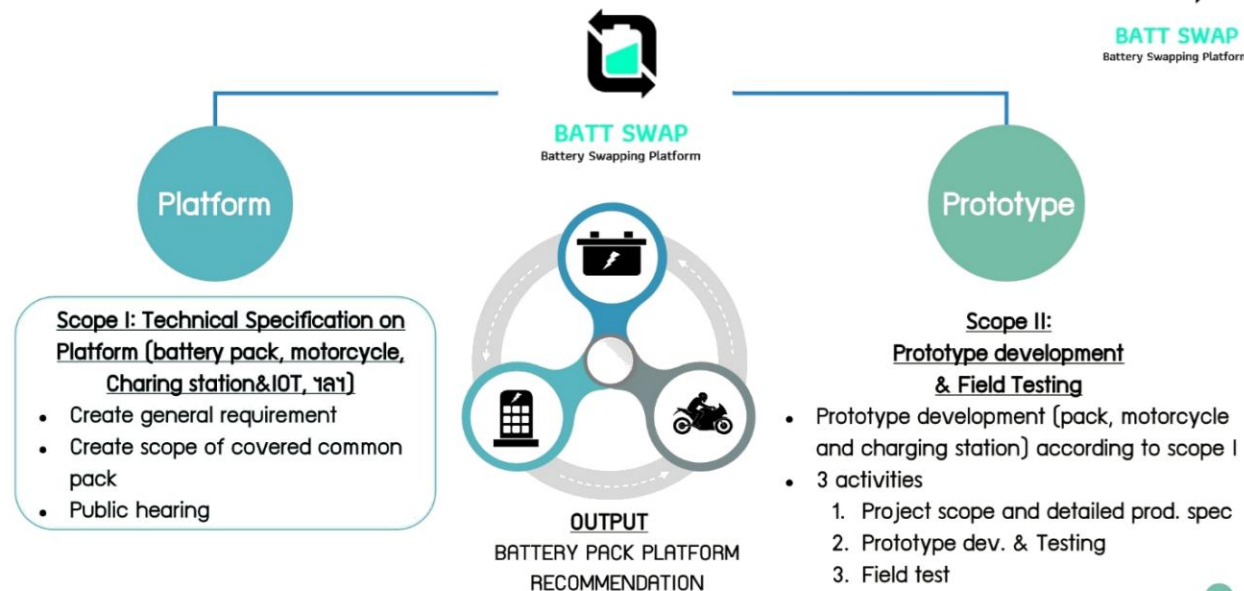 BATT SWAP
Battery Swapping Platform
BATT SWAP
Battery Swapping Platform
Platform
Prototype
Scope I: Technical Specification on
Platform (battery pack, motorcycle,
Charing station&IOT, ฯลฯ)
• Create general requirement
• Create scope of covered common
pack
• Public hearing
OUTPUT
BATTERY PACK PLATFORM
RECOMMENDATION
Scope II:
Prototype development
& Field Testing
• Prototype development (pack, motorcycle
and charging station) according to scope I
• 3 activities
1. Project scope and detailed prod. spec
2. Prototype dev. & Testing
3. Field test